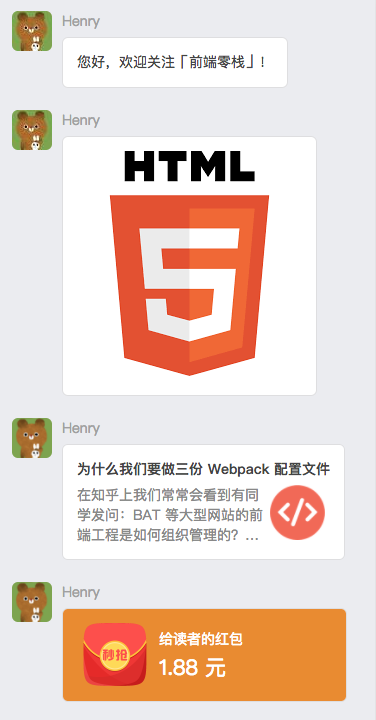 Henry
您好，欢迎关注「前端零栈」！
Henry
HTML
5
Henry
为什么我们要做三份 Webpack 配置文件
在知乎上我们常常会看到有同
学发问：BAT 等大型网站的前
端工程是如何组织管理的？...
</>
Henry
秒抢
给读者的红包
1.88 元